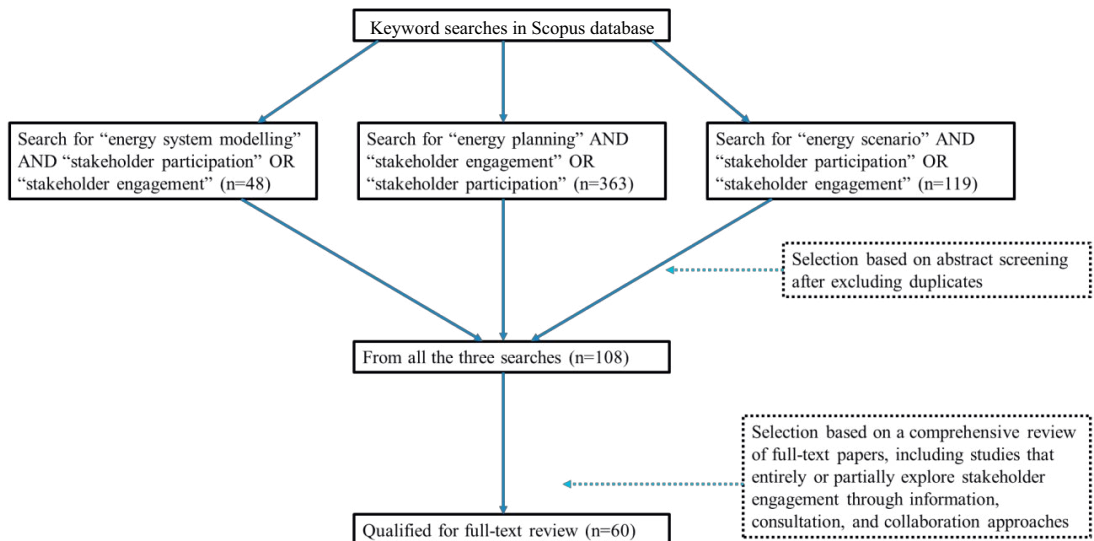 Keyword searches in Scopus database
Search for “energy system modelling”
AND “stakeholder participation” OR
“stakeholder engagement” (n=48)
Search for “energy planning” AND
“stakeholder engagement” OR
“stakeholder participation” (n=363)
Search for “energy scenario” AND
“stakeholder participation” OR
“stakeholder engagement” (n=119)
Selection based on abstract screening
after excluding duplicates
From all the three searches (n=108)
Selection based on a comprehensive review
of full-text papers, including studies that
entirely or partially explore stakeholder
engagement through information,
consultation, and collaboration approaches
Qualified for full-text review (n=60)